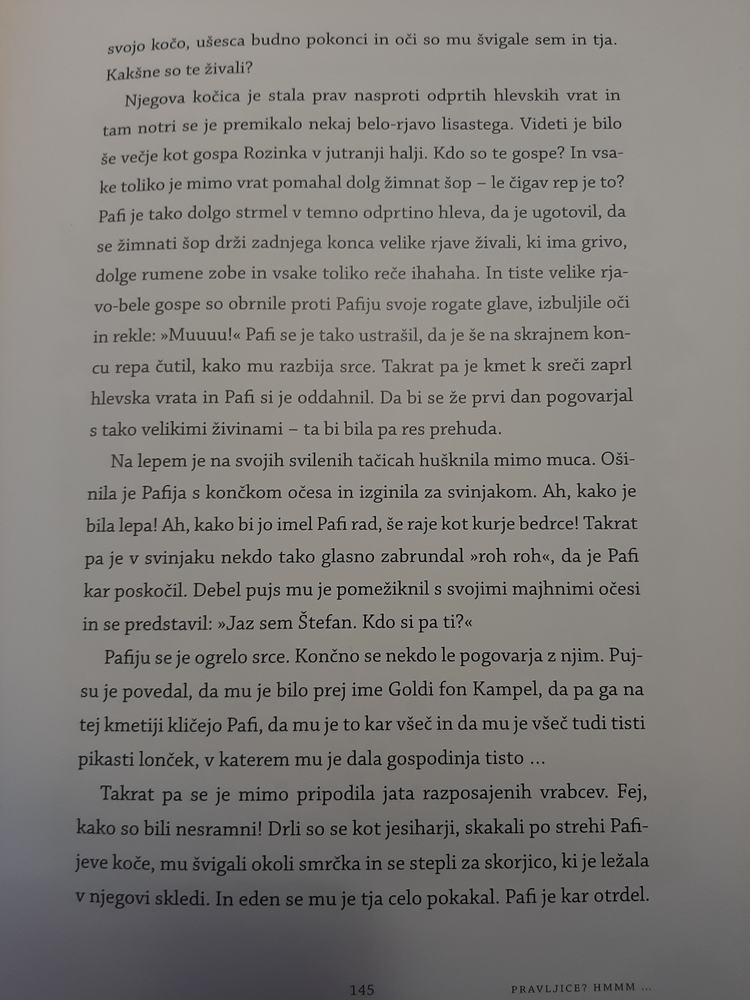 svojo kočo, ušesca budno pokonci in oči so mu švigale sem in tja.
Kakšne so te živali?
Njegova kočica je stala prav nasproti odprtih hlevskih vrat in
tam notri se je premikalo nekaj belo-rjavo lisastega. Videti je bilo
še večje kot gospa Rozinka v jutranji halji. Kdo so te gospe? In vsa-
ke toliko je mimo vrat pomahal dolg žimnat šop – le čigav rep je to?
Pafi je tako dolgo strmel v temno odprtino hleva, da je ugotovil, da
se žimnati šop drži zadnjega konca velike rjave živali, ki ima grivo,
dolge rumene zobe in vsake toliko reče ihahaha. In tiste velike rja-
vo-bele gospe so obrnile proti Pafiju svoje rogate glave, izbuljile oči
in rekle: »Muuuu!« Pafi se je tako ustrašil, da je še na skrajnem kon-
cu repa čutil, kako mu razbija srce. Takrat pa je kmet k sreči zaprl
hlevska vrata in Pafi si je oddahnil. Da bi se že prvi dan pogovarjal
s tako velikimi živinami – ta bi bila pa res prehuda.
Na lepem je na svojih svilenih tačicah huškni­la mimo muca. Oši-
nila je Pafija s končkom očesa in izginila za svinjakom. Ah, kako je
bila lepa! Ah, kako bi jo imel Pafi rad, še raje kot kurje bedrce! Takrat
pa je v svinjaku nekdo tako glasno zabrundal »roh roh«, da je Pafi
kar poskočil. Debel pujs mu je pomežiknil s svojimi majhnimi očesi
in se predstavil: »Jaz sem Štefan. Kdo si pa ti?«
Pafiju se je ogrelo srce. Končno se nekdo le pogovarja z njim. Puj-
su je povedal, da mu je bilo prej ime Goldi fon Kampel, da pa ga na
tej kmetiji kličejo Pafi, da mu je to kar všeč in da mu je všeč tudi tisti
pikasti lonček, v katerem mu je dala gospodinja tisto ...
Takrat pa se je mimo pripodila jata razposajenih vrabcev. Fej,
kako so bili nesramni! Drli so se kot jesiharji, skakali po strehi Pafi-
jeve koče, mu švigali okoli smrčka in se stepli za skorjico, ki je ležala
v njegovi skledi. In eden se mu je tja celo pokakal. Pafi je kar otrdel.
145
PRAVLJICE? HMMM ...